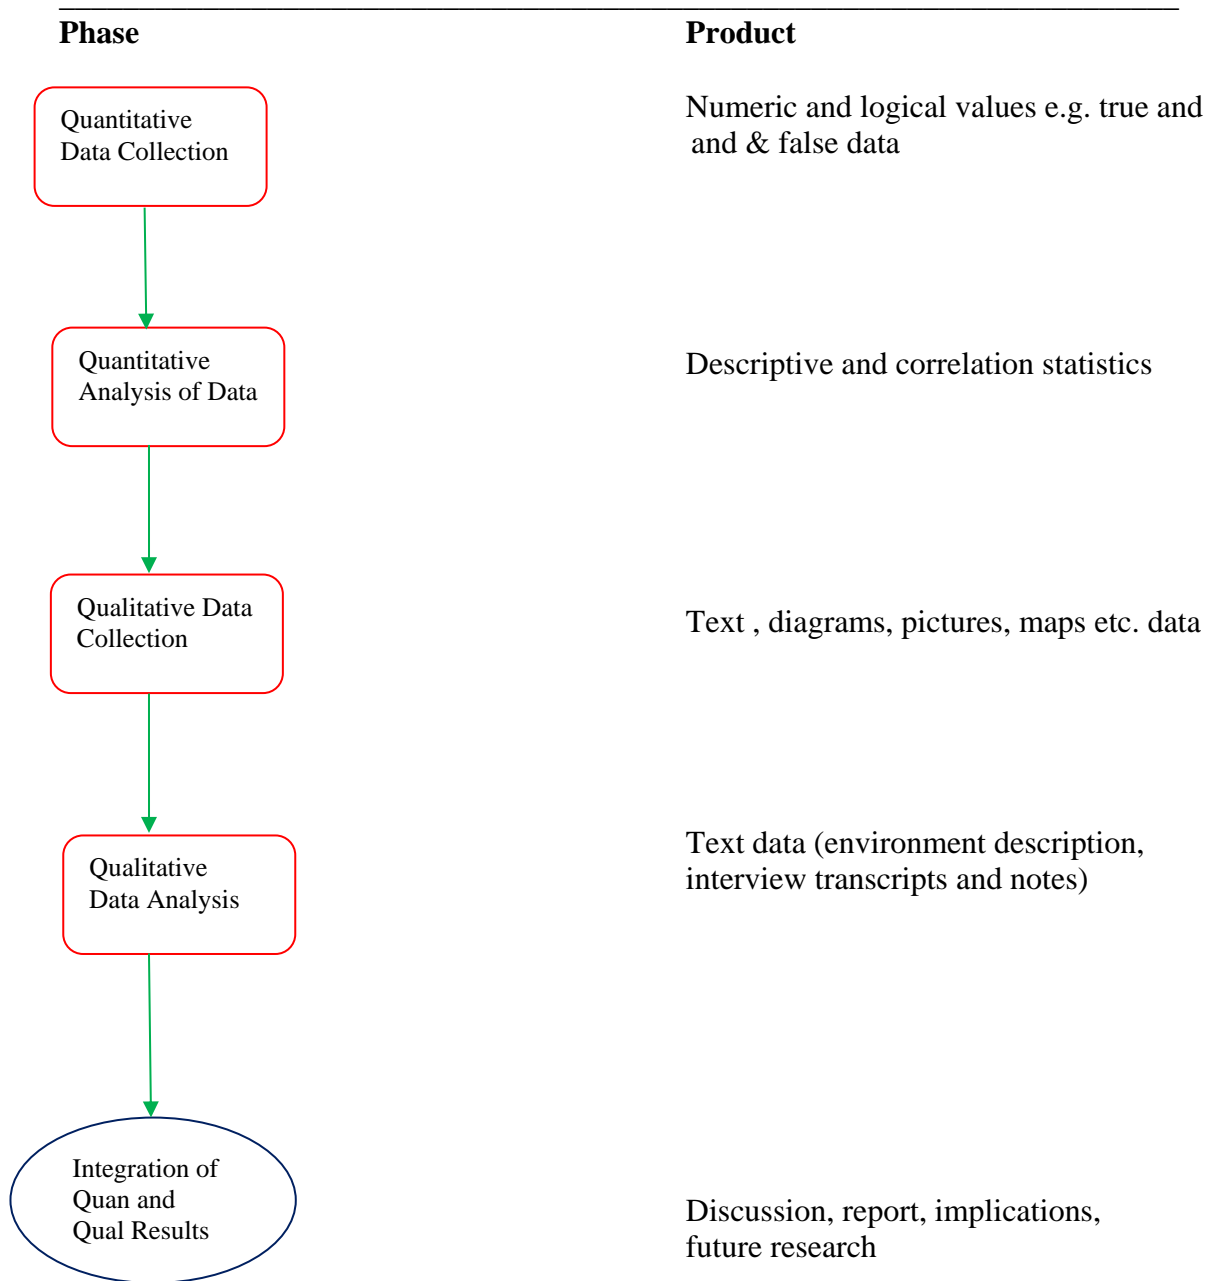 Phase
Product
Quantitative
Data Collection
Numeric and logical values e.g. true and
and & false data
Quantitative
Analysis of Data
Descriptive and correlation statistics
Qualitative Data
Collection
Text , diagrams, pictures, maps etc. data
Qualitative
Data Analysis
Text data (environment description,
interview transcripts and notes)
Integration of
Quan and
Qual Results
Discussion, report, implications,
future research